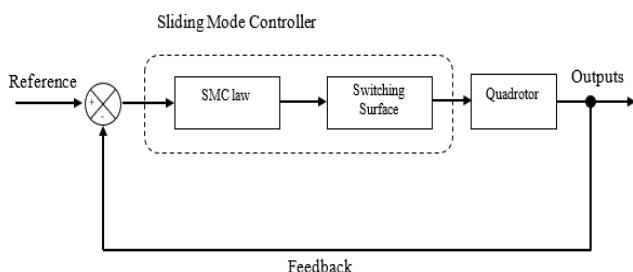 Sliding Mode Controller
Reference
+
-
SMC law
Switching
Surface
Quadrotor
Outputs
Feedback